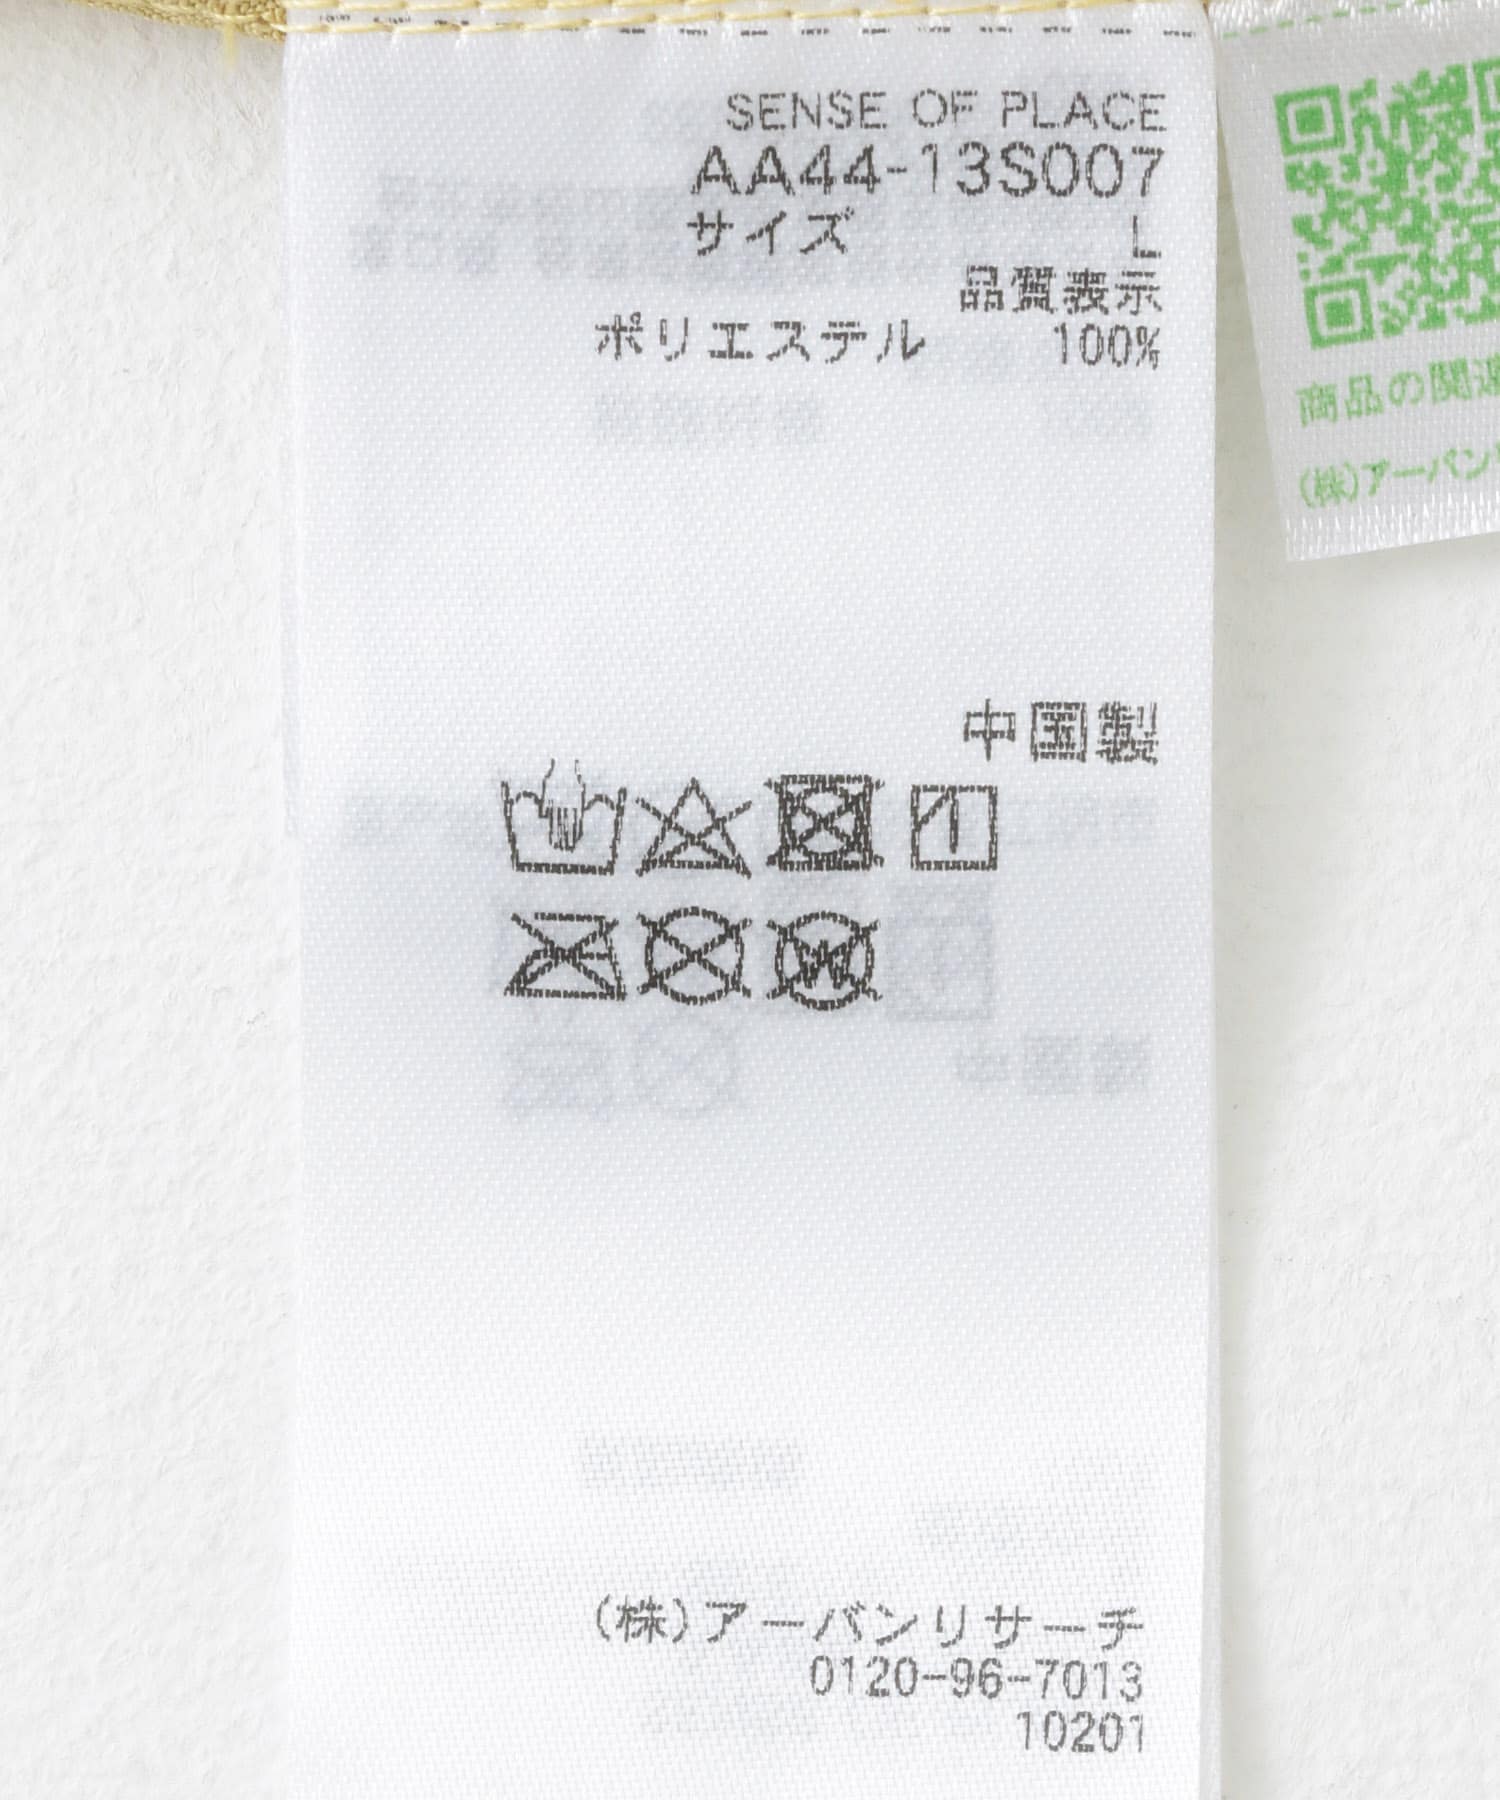 SENSE OF PLACE
AA44-13S007
サイズ L
品質表示
ポリエステル 100%
中国製
W
(株)アーバンリサーチ
0120-96-7013
10201
商品の関連
(株)アーバン